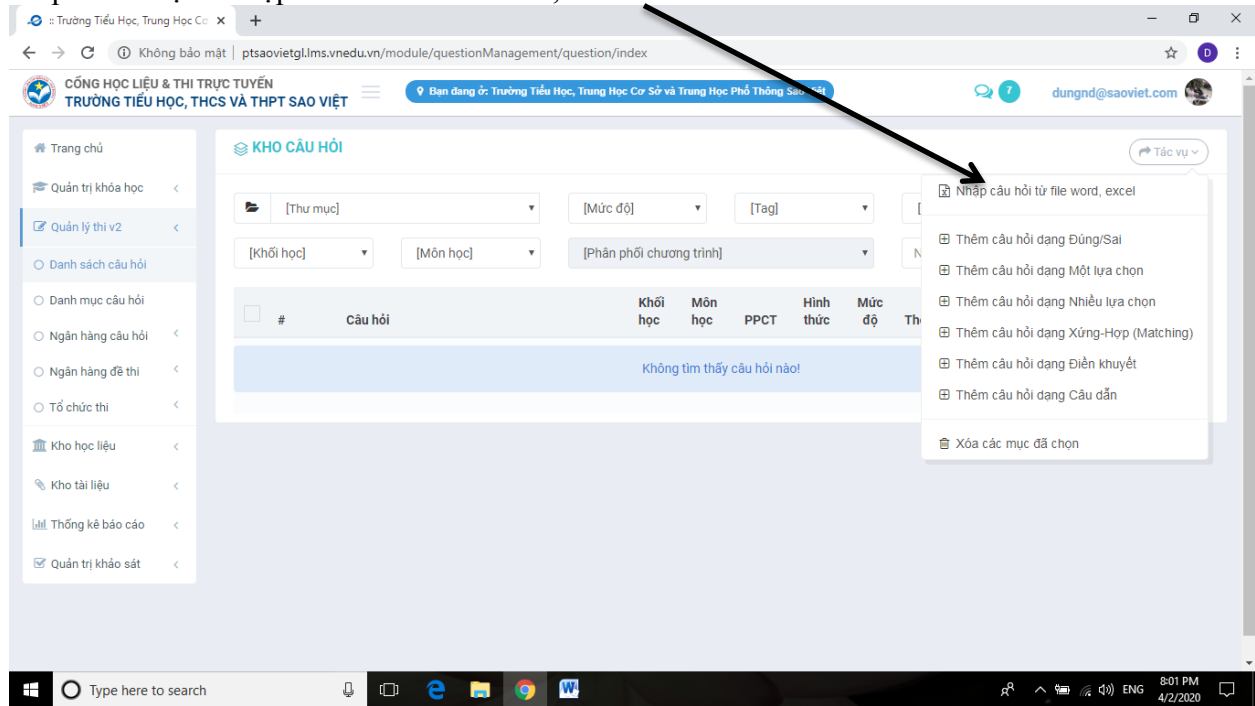 :: Trường Tiểu Học, Trung Học Cơ
Không bảo mật | ptsaovietgl.lms.vnedu.vn/module/questionManagement/question/index
D
CỔNG HỌC LIỆU & THI TRỰC TUYẾN
TRƯỜNG TIỂU HỌC, THCS VÀ THPT SAO VIỆT
Bạn đang ở: Trường Tiểu Học, Trung Học Cơ Sở và Trung Học Phổ Thông Sao Việt
?
dungnd@saoviet.com
Trang chủ
Quản trị khóa học
Quản lý thi v2
Danh sách câu hỏi
Danh mục câu hỏi
Ngân hàng câu hỏi
Ngân hàng đề thi
Tổ chức thi
Kho học liệu
Kho tài liệu
Thống kê báo cáo
Quản trị khảo sát
KHO CÂU HỎI
Tác vụ
[Thư mục]
[Mức độ]
[Tag]
[
[Khối học]
[Môn học]
[Phân phối chương trình]
N
# Câu hỏi Khối học Môn học PPCT Hình thức Mức độ Th
Không tìm thấy câu hỏi nào!
Nhập câu hỏi từ file word, excel
Thêm câu hỏi dạng Đúng/Sai
Thêm câu hỏi dạng Một lựa chọn
Thêm câu hỏi dạng Nhiều lựa chọn
Thêm câu hỏi dạng Xứng-Hợp (Matching)
Thêm câu hỏi dạng Điền khuyết
Thêm câu hỏi dạng Câu dẫn
Xóa các mục đã chọn
Type here to search
ENG
8:01 PM
4/2/2020